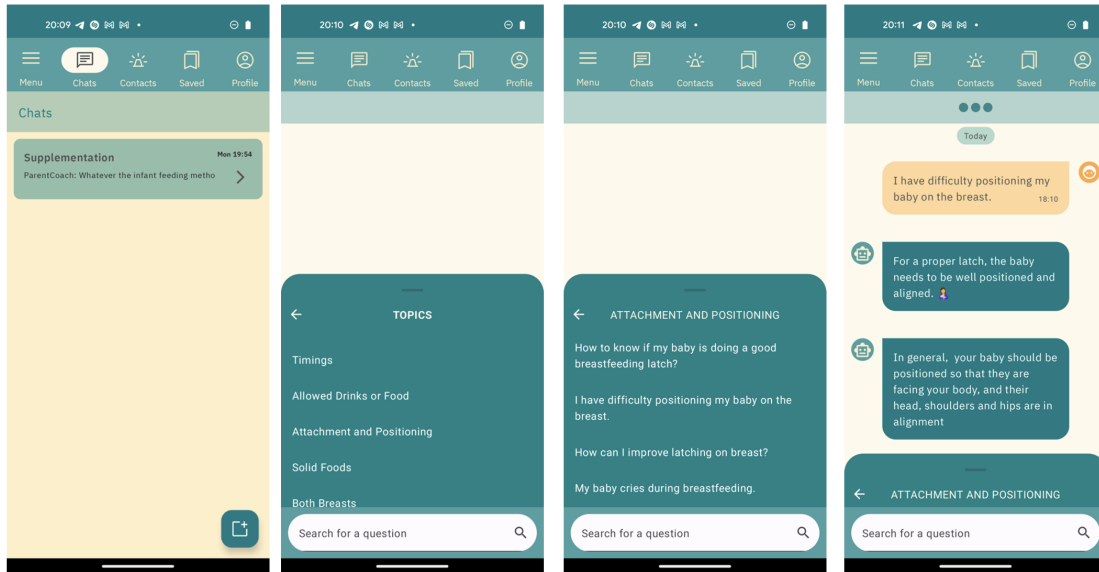 20:09
Menu
Chats
Contacts
Saved
Profile
Chats
Supplementation
Mon 19:54
ParentCoach: Whatever the infant feeding metho
20:10
Menu
Chats
Contacts
Saved
Profile
TOPICS
Timings
Allowed Drinks or Food
Attachment and Positioning
Solid Foods
Both Breasts
Search for a question
20:10
Menu
Chats
Contacts
Saved
Profile
ATTACHMENT AND POSITIONING
How to know if my baby is doing a good
breastfeeding latch?
I have difficulty positioning my baby on the
breast.
How can I improve latching on breast?
My baby cries during breastfeeding.
Search for a question
20:11
Menu
Chats
Contacts
Saved
Profile
Today
I have difficulty positioning my
baby on the breast.
18:10
For a proper latch, the baby
needs to be well positioned and
aligned. 🤱
In general, your baby should be
positioned so that they are
facing your body, and their
head, shoulders and hips are in
alignment
ATTACHMENT AND POSITIONING
Search for a question